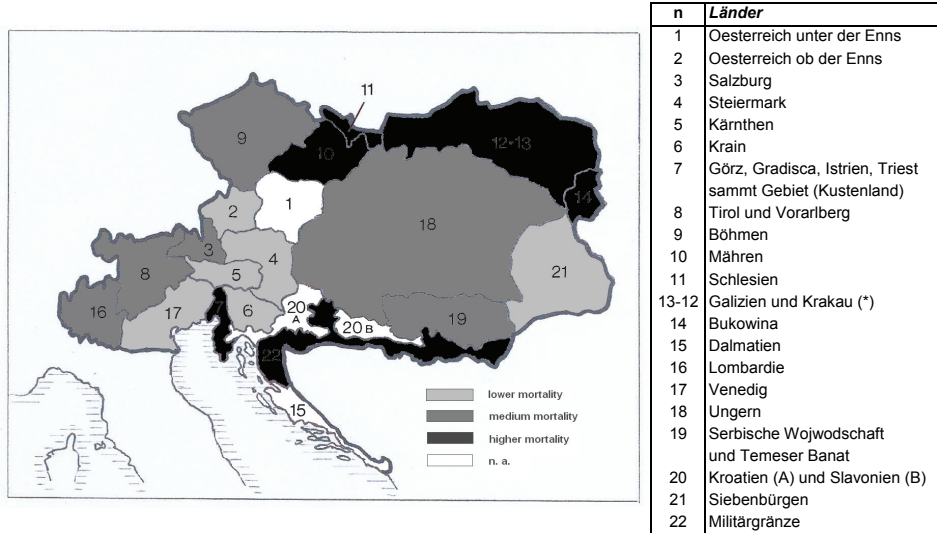 11
12•13
9
10
14
2
1
18
3
4
21
8
5
16
17
7
6
20
A
20 B
19
22
15
lower mortality
medium mortality
higher mortality
n. a.
n Länder
1 Oesterreich unter der Enns
2 Oesterreich ob der Enns
3 Salzburg
4 Steiermark
5 Kärnthen
6 Krain
7 Görz, Gradisca, Istrien, Triest
sammt Gebiet (Kustenland)
8 Tirol und Vorarlberg
9 Böhmen
10 Mähren
11 Schlesien
13-12 Galizien und Krakau (*)
14 Bukowina
15 Dalmatien
16 Lombardie
17 Venedig
18 Ungern
19 Serbische Wojwodschaft
und Temeser Banat
20 Kroatien (A) und Slavonien (B)
21 Siebenbürgen
22 Militärgränze